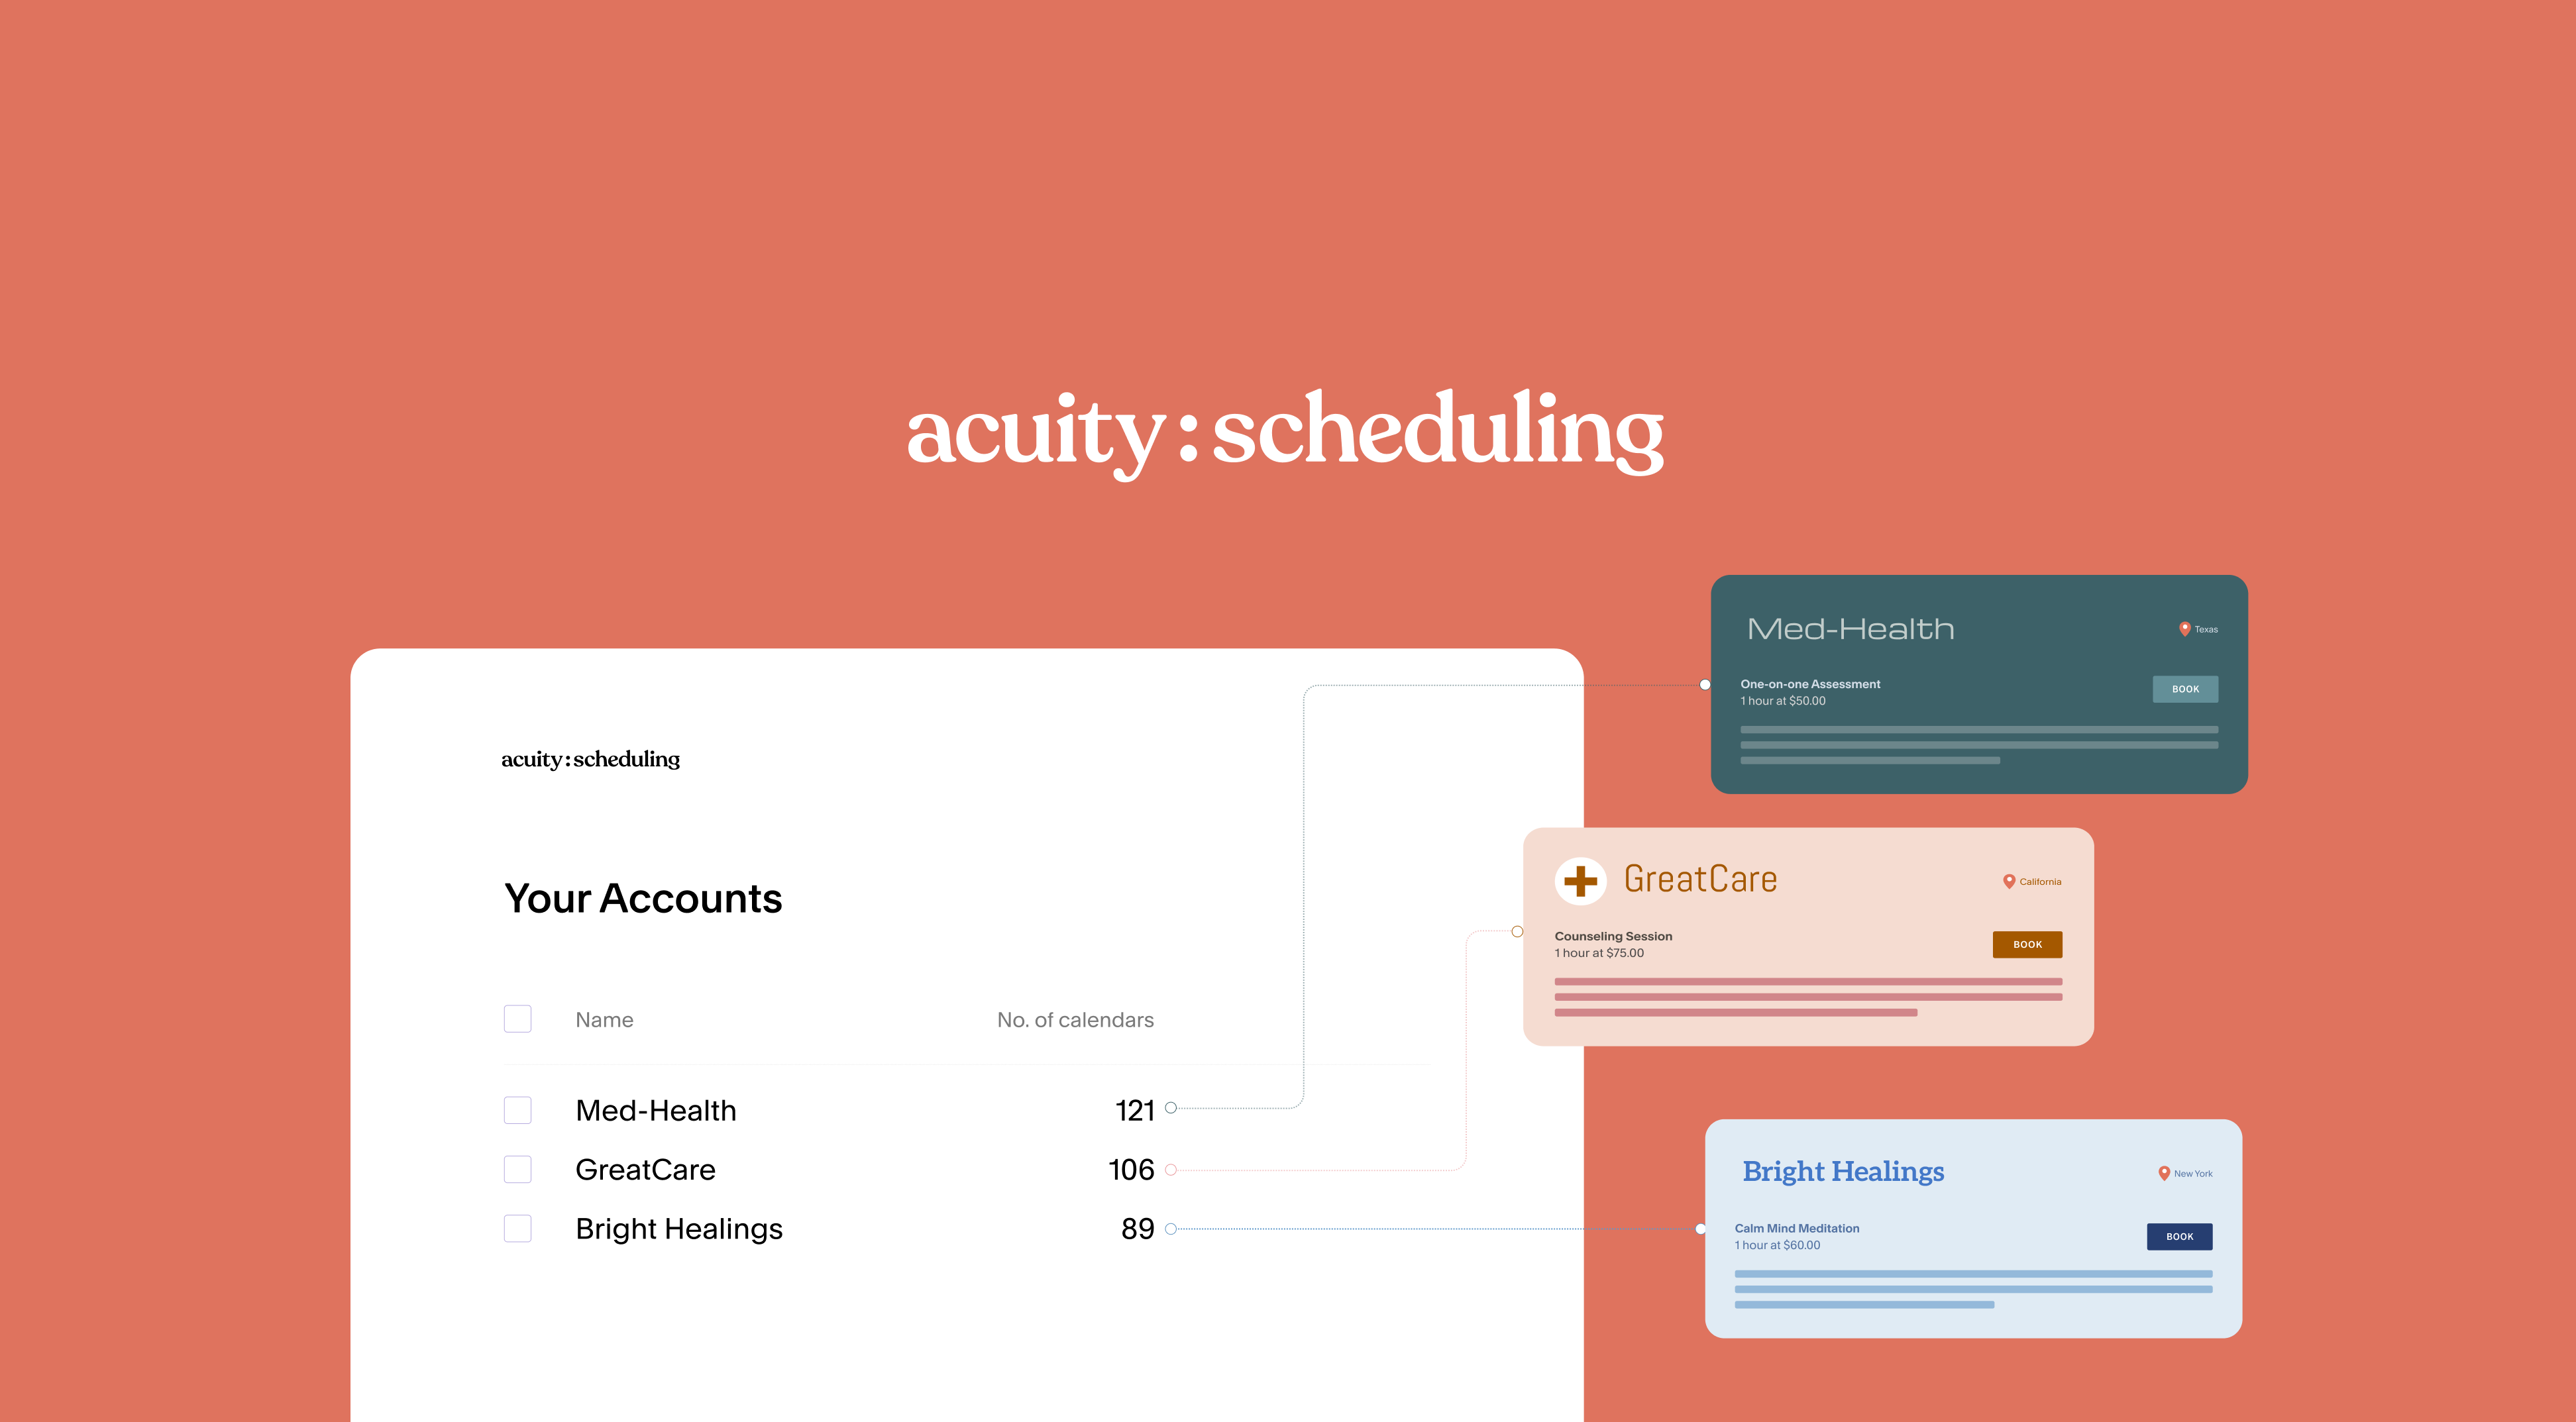 acuity:scheduling
acuity:scheduling
Your Accounts
Name No. of calendars
Med-Health 121
GreatCare 106
Bright Healings 89
Med-Health
Texas
One-on-one Assessment
1 hour at $50.00
BOOK
GreatCare
California
Counseling Session
1 hour at $75.00
BOOK
Bright Healings
New York
Calm Mind Meditation
1 hour at $60.00
BOOK